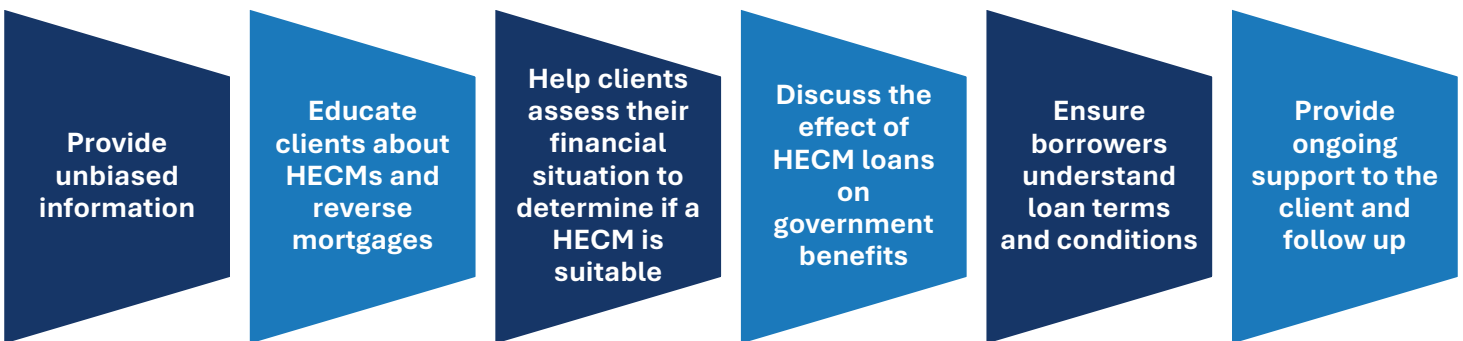 Provide
unbiased
information
Educate
clients about
HECMs and
reverse
mortgages
Help clients
assess their
financial
situation to
determine if a
HECM is
suitable
Discuss the
effect of
HECM loans
on
government
benefits
Ensure
borrowers
understand
loan terms
and conditions
Provide
ongoing
support to the
client and
follow up